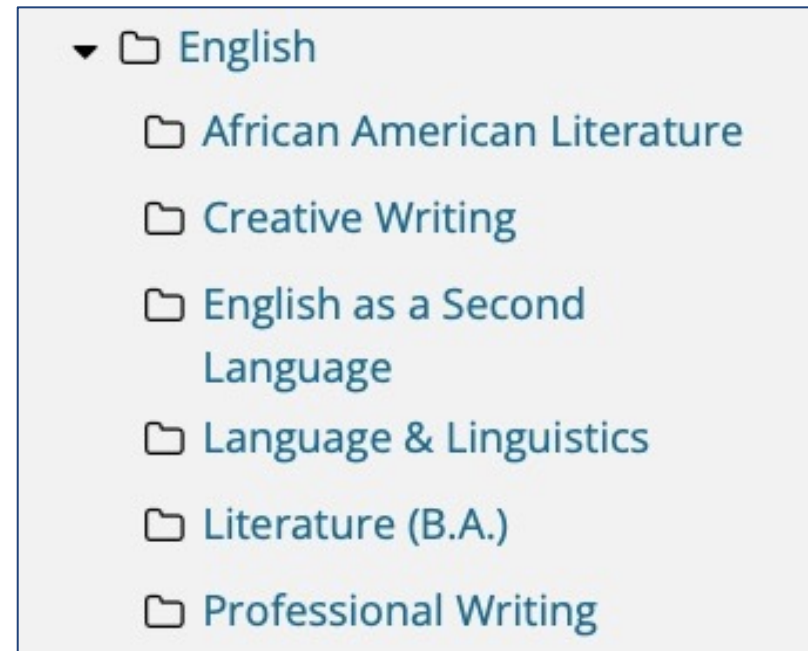 English
African American Literature
Creative Writing
English as a Second
Language
Language & Linguistics
Literature (B.A.)
Professional Writing